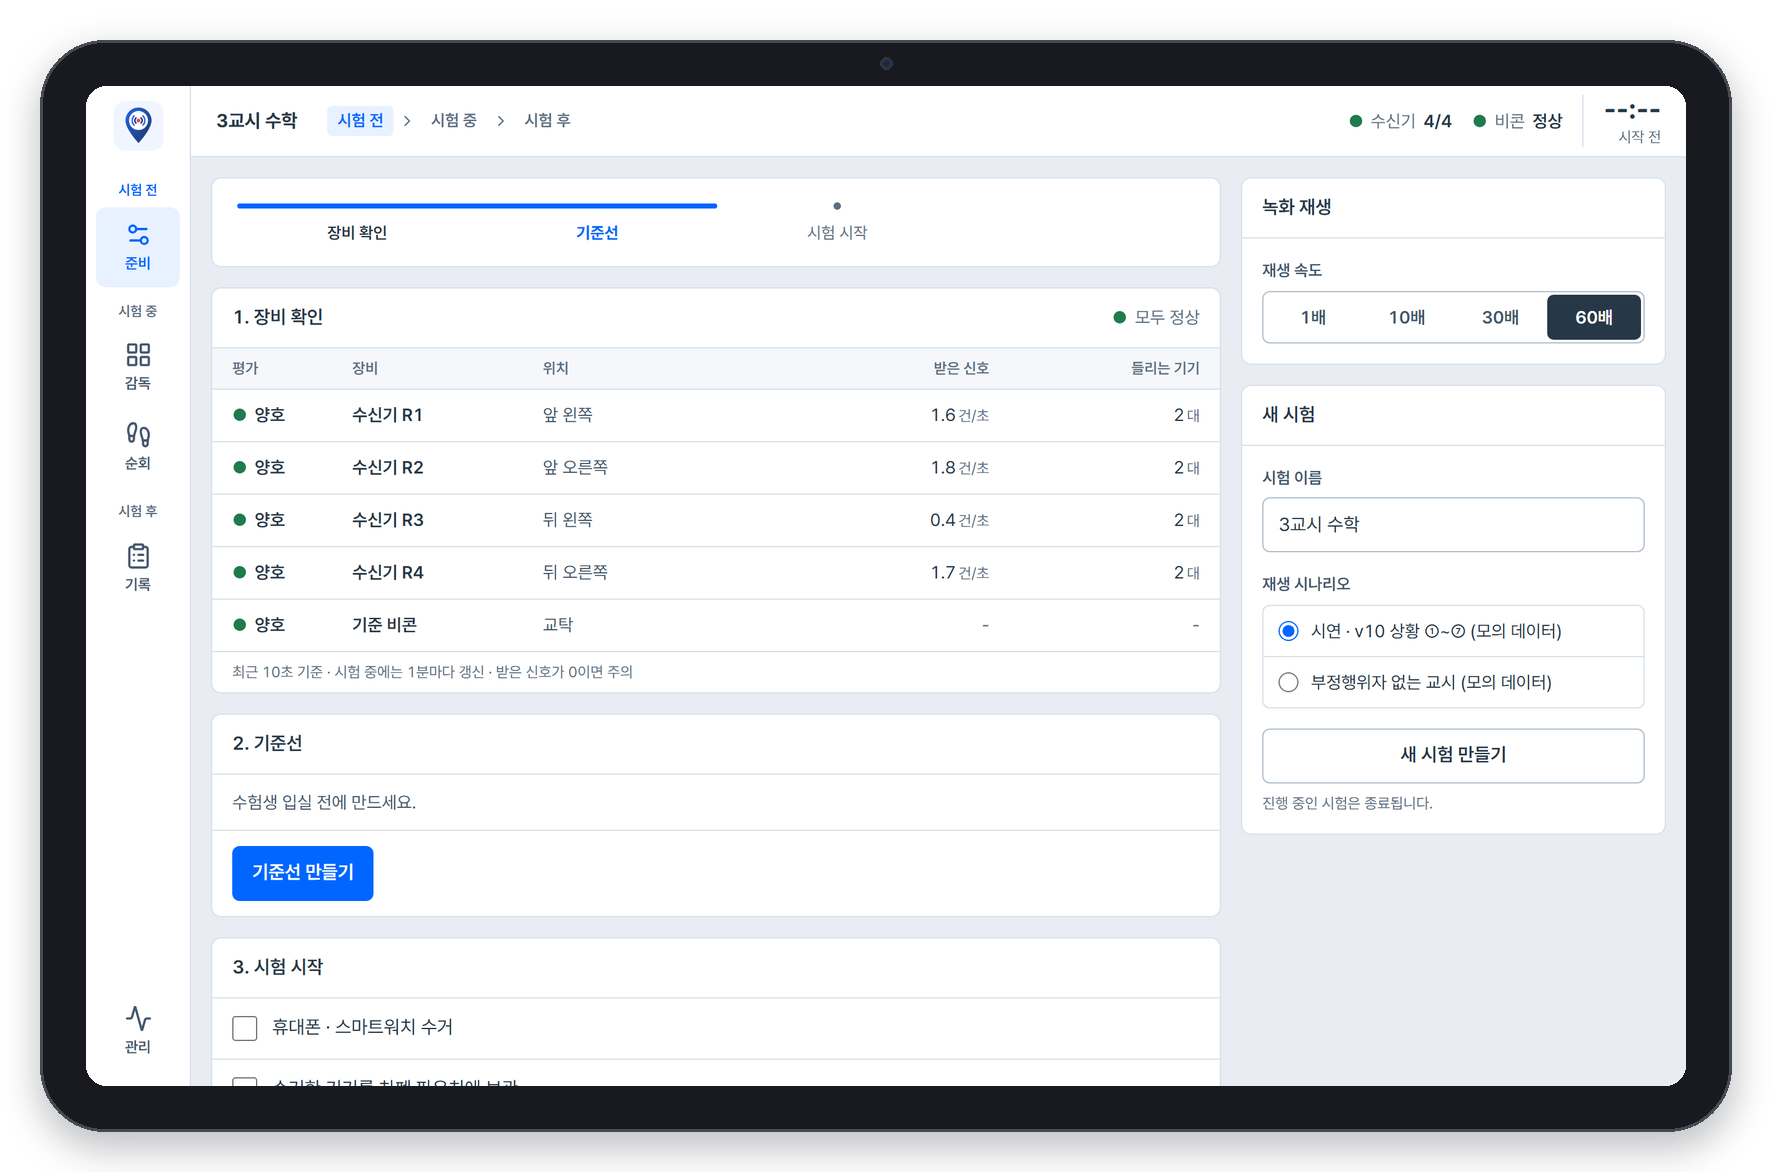 3교시 수학
시험 전 > 시험 중 > 시험 후
수신기 4/4 비콘 정상
--:--
시작 전
시험 전
준비
시험 중
감독
순회
시험 후
기록
관리
장비 확인 기준선 시험 시작
1. 장비 확인 모두 정상
평가 장비 위치 받은 신호 들리는 기기
양호 수신기 R1 앞 왼쪽 1.6 건/초 2 대
양호 수신기 R2 앞 오른쪽 1.8 건/초 2 대
양호 수신기 R3 뒤 왼쪽 0.4 건/초 2 대
양호 수신기 R4 뒤 오른쪽 1.7 건/초 2 대
양호 기준 비콘 교탁 - -
최근 10초 기준 · 시험 중에는 1분마다 갱신 · 받은 신호가 0이면 주의
2. 기준선
수험생 입실 전에 만드세요.
기준선 만들기
3. 시험 시작
휴대폰 · 스마트워치 수거
녹화 재생
재생 속도
1배 10배 30배 60배
새 시험
시험 이름
3교시 수학
재생 시나리오
시연 · v10 상황 ①~⑦ (모의 데이터)
부정행위자 없는 교시 (모의 데이터)
새 시험 만들기
진행 중인 시험은 종료됩니다.